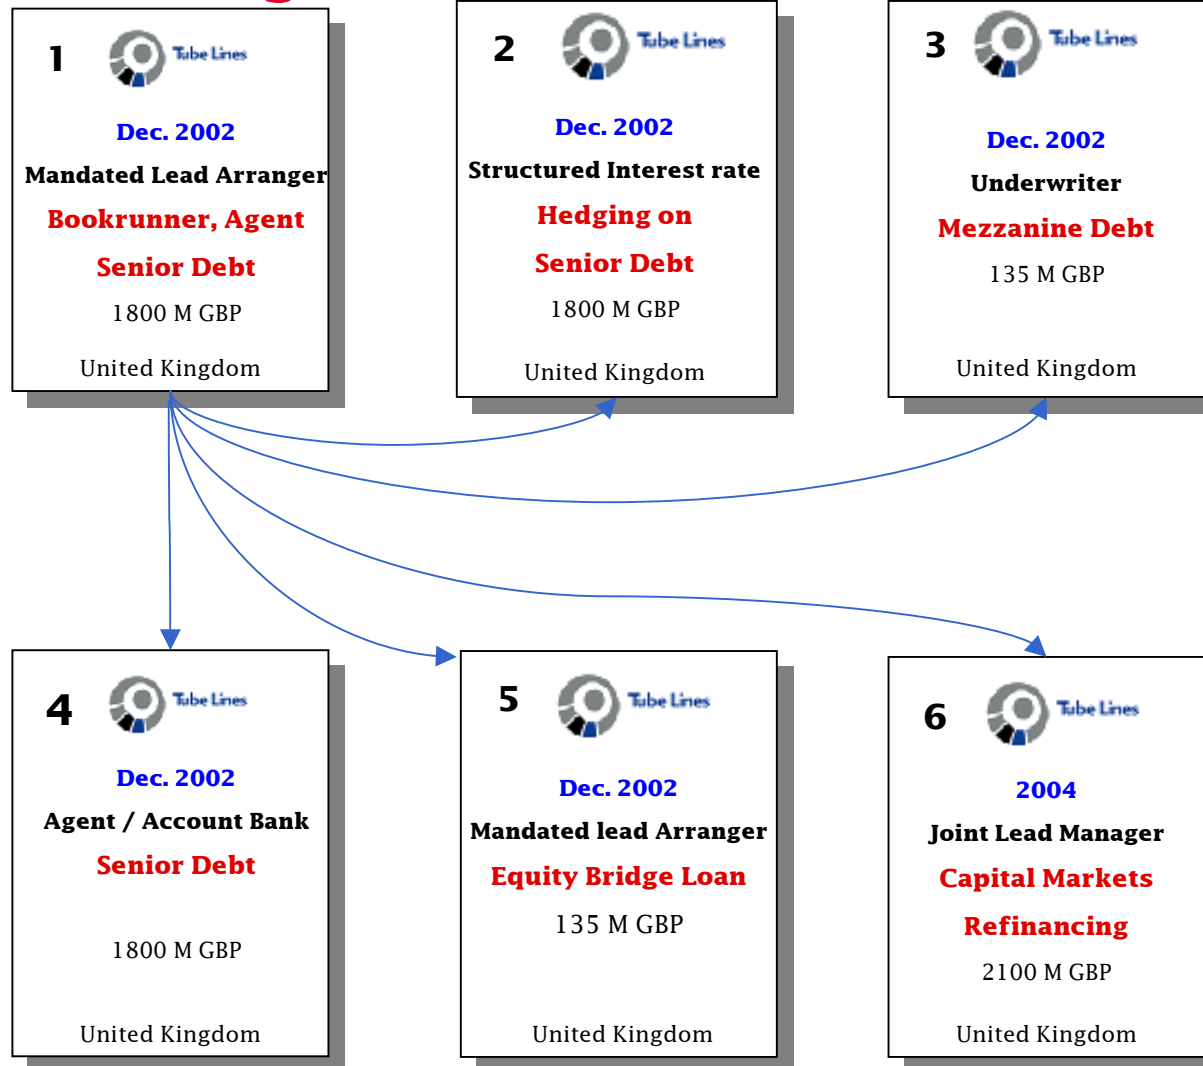 1
Tube Lines
Dec. 2002
Mandated Lead Arranger
Bookrunner, Agent
Senior Debt
1800 M GBP
United Kingdom
2
Tube Lines
Dec. 2002
Structured Interest rate
Hedging on
Senior Debt
1800 M GBP
United Kingdom
3
Tube Lines
Dec. 2002
Underwriter
Mezzanine Debt
135 M GBP
United Kingdom
4
Tube Lines
Dec. 2002
Agent / Account Bank
Senior Debt
1800 M GBP
United Kingdom
5
Tube Lines
Dec. 2002
Mandated lead Arranger
Equity Bridge Loan
135 M GBP
United Kingdom
6
Tube Lines
2004
Joint Lead Manager
Capital Markets
Refinancing
2100 M GBP
United Kingdom